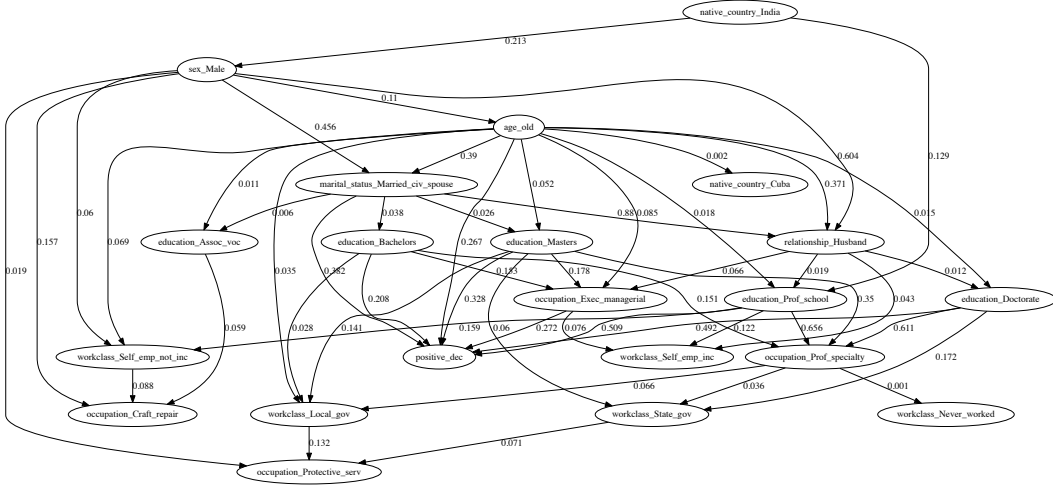 native_country_India
0.213
sex_Male
0.11
age_old
0.456
0.39
0.002
0.604
0.129
marital_status_Married_civ_spouse
native_country_Cuba
0.011
0.052
0.371
0.06
0.006
0.038
0.026
0.88
0.085
0.018
0.015
0.157
0.069
education_Assoc_voc
education_Bachelors
education_Masters
relationship_Husband
0.019
0.035
0.382
0.267
0.153
0.178
0.066
0.019
0.012
occupation_Exec_managerial
education_Prof_school
education_Doctorate
0.208
0.151
0.35
0.043
0.059
0.028
0.141
0.328
0.06
0.272
0.076
0.159
0.509
0.122
0.656
0.492
0.611
workclass_Self_emp_not_inc
positive_dec
workclass_Self_emp_inc
occupation_Prof_specialty
0.172
0.088
0.066
0.036
0.001
occupation_Craft_repair
workclass_Local_gov
workclass_State_gov
workclass_Never_worked
0.132
0.071
occupation_Protective_serv